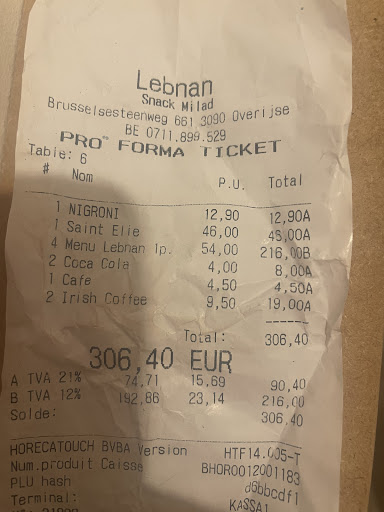 Lebnan
Snack Milad
Brusselsesteenweg 661 3090 Overijse
BE 0711.899.529
PRO FORMA TICKET
Table: 6
# Nom P.U. Total
1 NIGRONI 12,90 12,90A
1 Saint Elie 46,00 46,00A
4 Menu Lebnan 1p. 54,00 216,00B
2 Coca Cola 4,00 8,00A
1 Cafe 4,50 4,50A
2 Irish Coffee 9,50 19,00A
------
Total: 306,40
306,40 EUR
A TVA 21% 74,71 15,69 90,40
B TVA 12% 192,86 23,14 216,00
Solde: 306,40
HORECATOUCH BVBA Version HTF14.005-T
Num.produit Caisse BHOR0012001183
PLU hash d6bbcdf1
Terminal: KASSA1